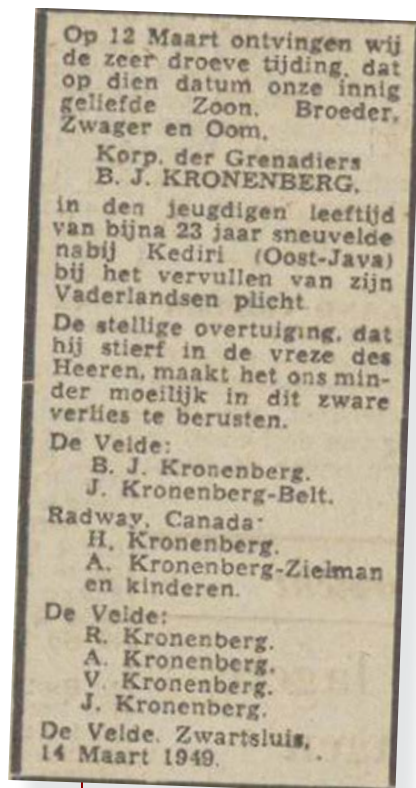 Op 12 Maart ontvingen wij
de zeer droeve tijding, dat
op dien datum onze innig
geliefde Zoon, Broeder,
Zwager en Oom,
Korp. der Grenadiers
B. J. KRONENBERG,
in den jeugdigen leeftijd
van bijna 23 jaar sneuvelde
nabij Kediri (Oost-Java)
bij het vervullen van zijn
Vaderlandsen plicht.
De stellige overtuiging, dat
hij stierf in de vreze des
Heeren, maakt het ons min-
der moeilijk in dit zware
verlies te berusten.
De Velde:
B. J. Kronenberg.
J. Kronenberg-Belt.
Radway, Canada:
H. Kronenberg.
A. Kronenberg-Zielman
en kinderen.
De Velde:
R. Kronenberg.
A. Kronenberg.
V. Kronenberg.
J. Kronenberg.
De Velde, Zwartsluis,
14 Maart 1949.